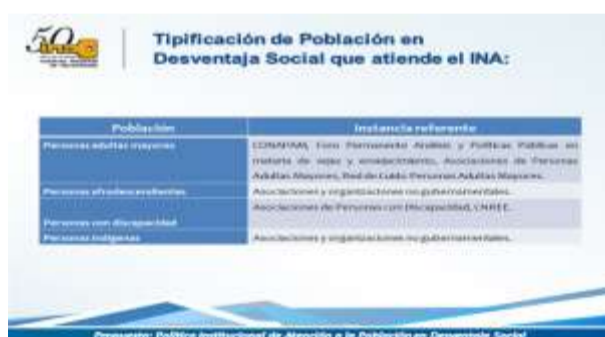 50
ina
Tipificación de Población en
Desventaja Social que atiende el INA:
Población
Instancia referente
Personas adultas mayores
CONAPAM, Foro Permanente Análisis y Políticas Públicas en
materia de vejez y envejecimiento, Asociaciones de Personas
Adultas Mayores, Red de Cuido Personas Adultas Mayores.
Personas afrodescendientes
Asociaciones y organizaciones no gubernamentales.
Personas con discapacidad
Asociaciones de Personas con Discapacidad, CNREE.
Personas indígenas
Asociaciones y organizaciones no gubernamentales.
Propuesta: Política Institucional de Atención a la Población en Desventaja Social